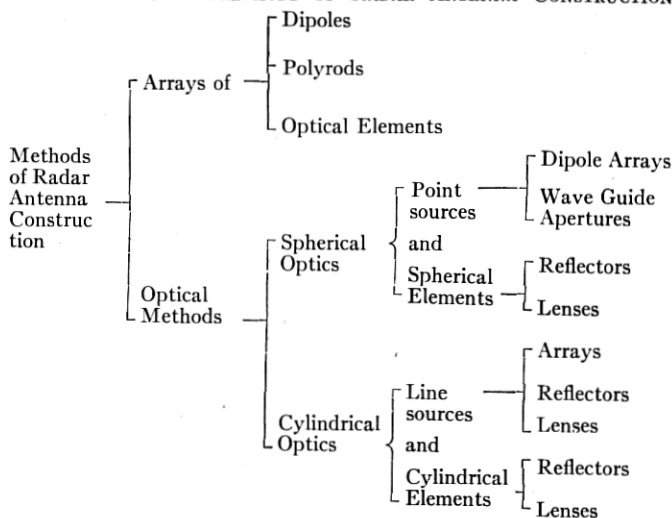 CONSTRUCTION
Dipoles
Polyrods
Arrays of
Optical Elements
Methods
of Radar
Antenna
Construc
tion
Dipole Arrays
Point
sources
Wave Guide
Apertures
Spherical
Optics
and
Spherical
Elements
Reflectors
Lenses
Optical
Methods
Arrays
Line
sources
Reflectors
Lenses
Cylindrical
Optics
and
Cylindrical
Elements
Reflectors
Lenses